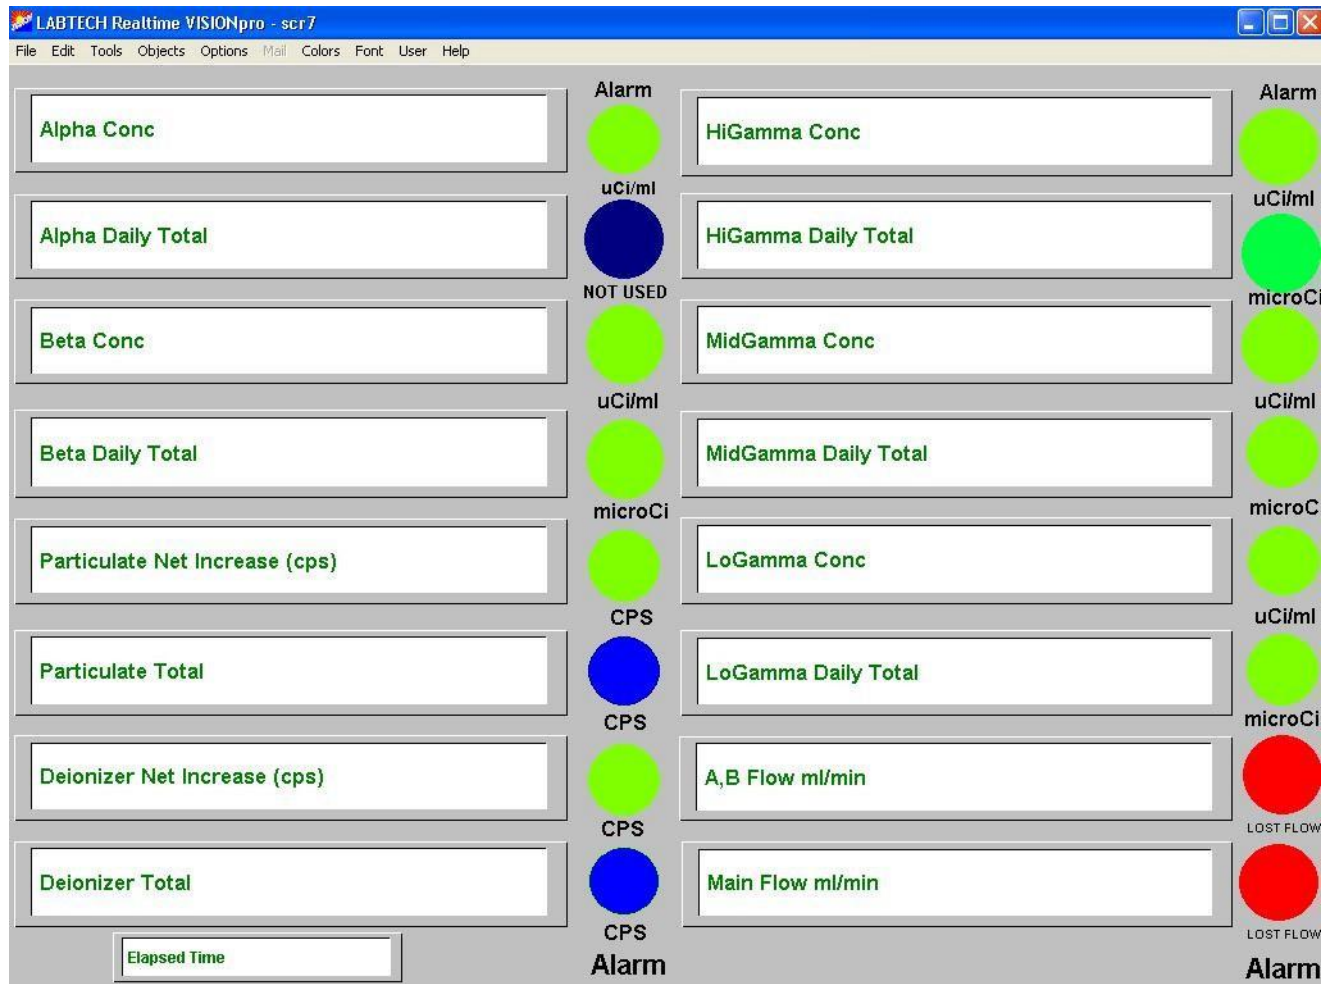 LABTECH Realtime VISIONpro - scr7
File Edit Tools Objects Options Mail Colors Font User Help
Alarm
Alpha Conc
uCi/ml
Alpha Daily Total
NOT USED
Beta Conc
uCi/ml
Beta Daily Total
microCi
Particulate Net Increase (cps)
CPS
Particulate Total
CPS
Deionizer Net Increase (cps)
CPS
Deionizer Total
CPS
Elapsed Time
Alarm
Alarm
HiGamma Conc
uCi/ml
HiGamma Daily Total
microCi
MidGamma Conc
uCi/ml
MidGamma Daily Total
microC
LoGamma Conc
uCi/ml
LoGamma Daily Total
microCi
A,B Flow ml/min
LOST FLOW
Main Flow ml/min
LOST FLOW
Alarm